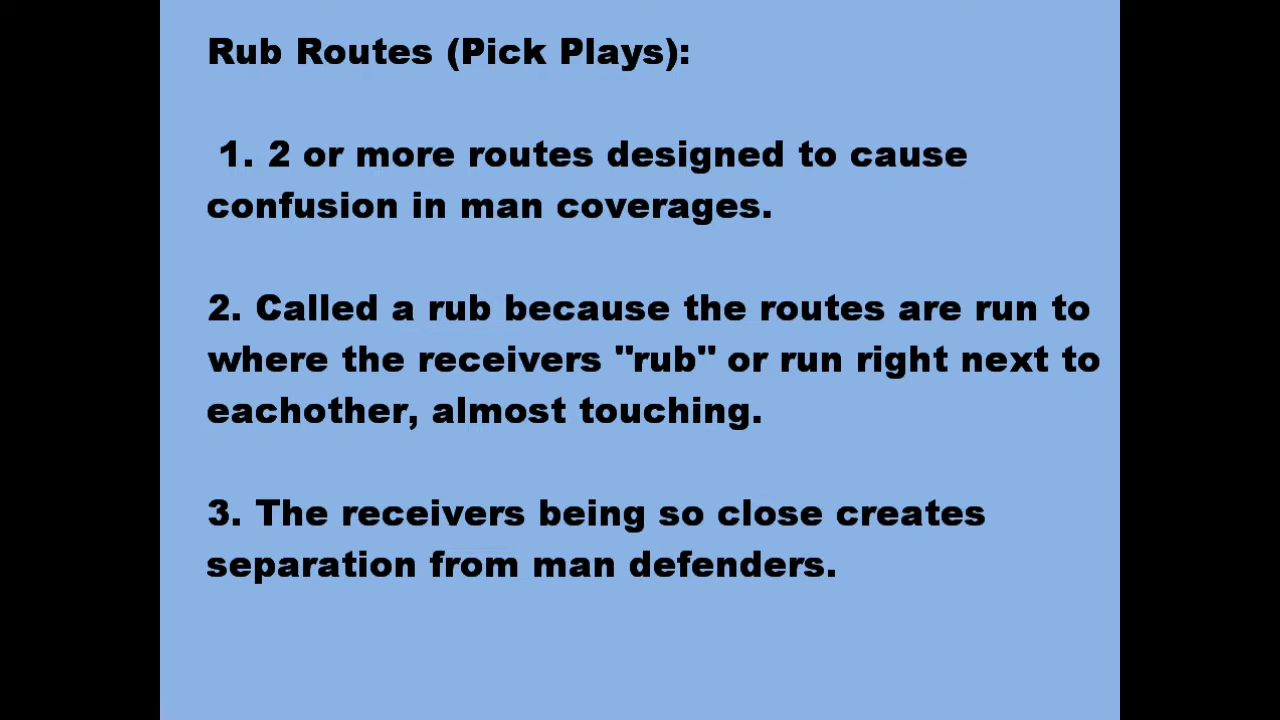 Rub Routes (Pick Plays):
1. 2 or more routes designed to cause
confusion in man coverages.
2. Called a rub because the routes are run to
where the receivers "rub" or run right next to
eachother, almost touching.
3. The receivers being so close creates
separation from man defenders.